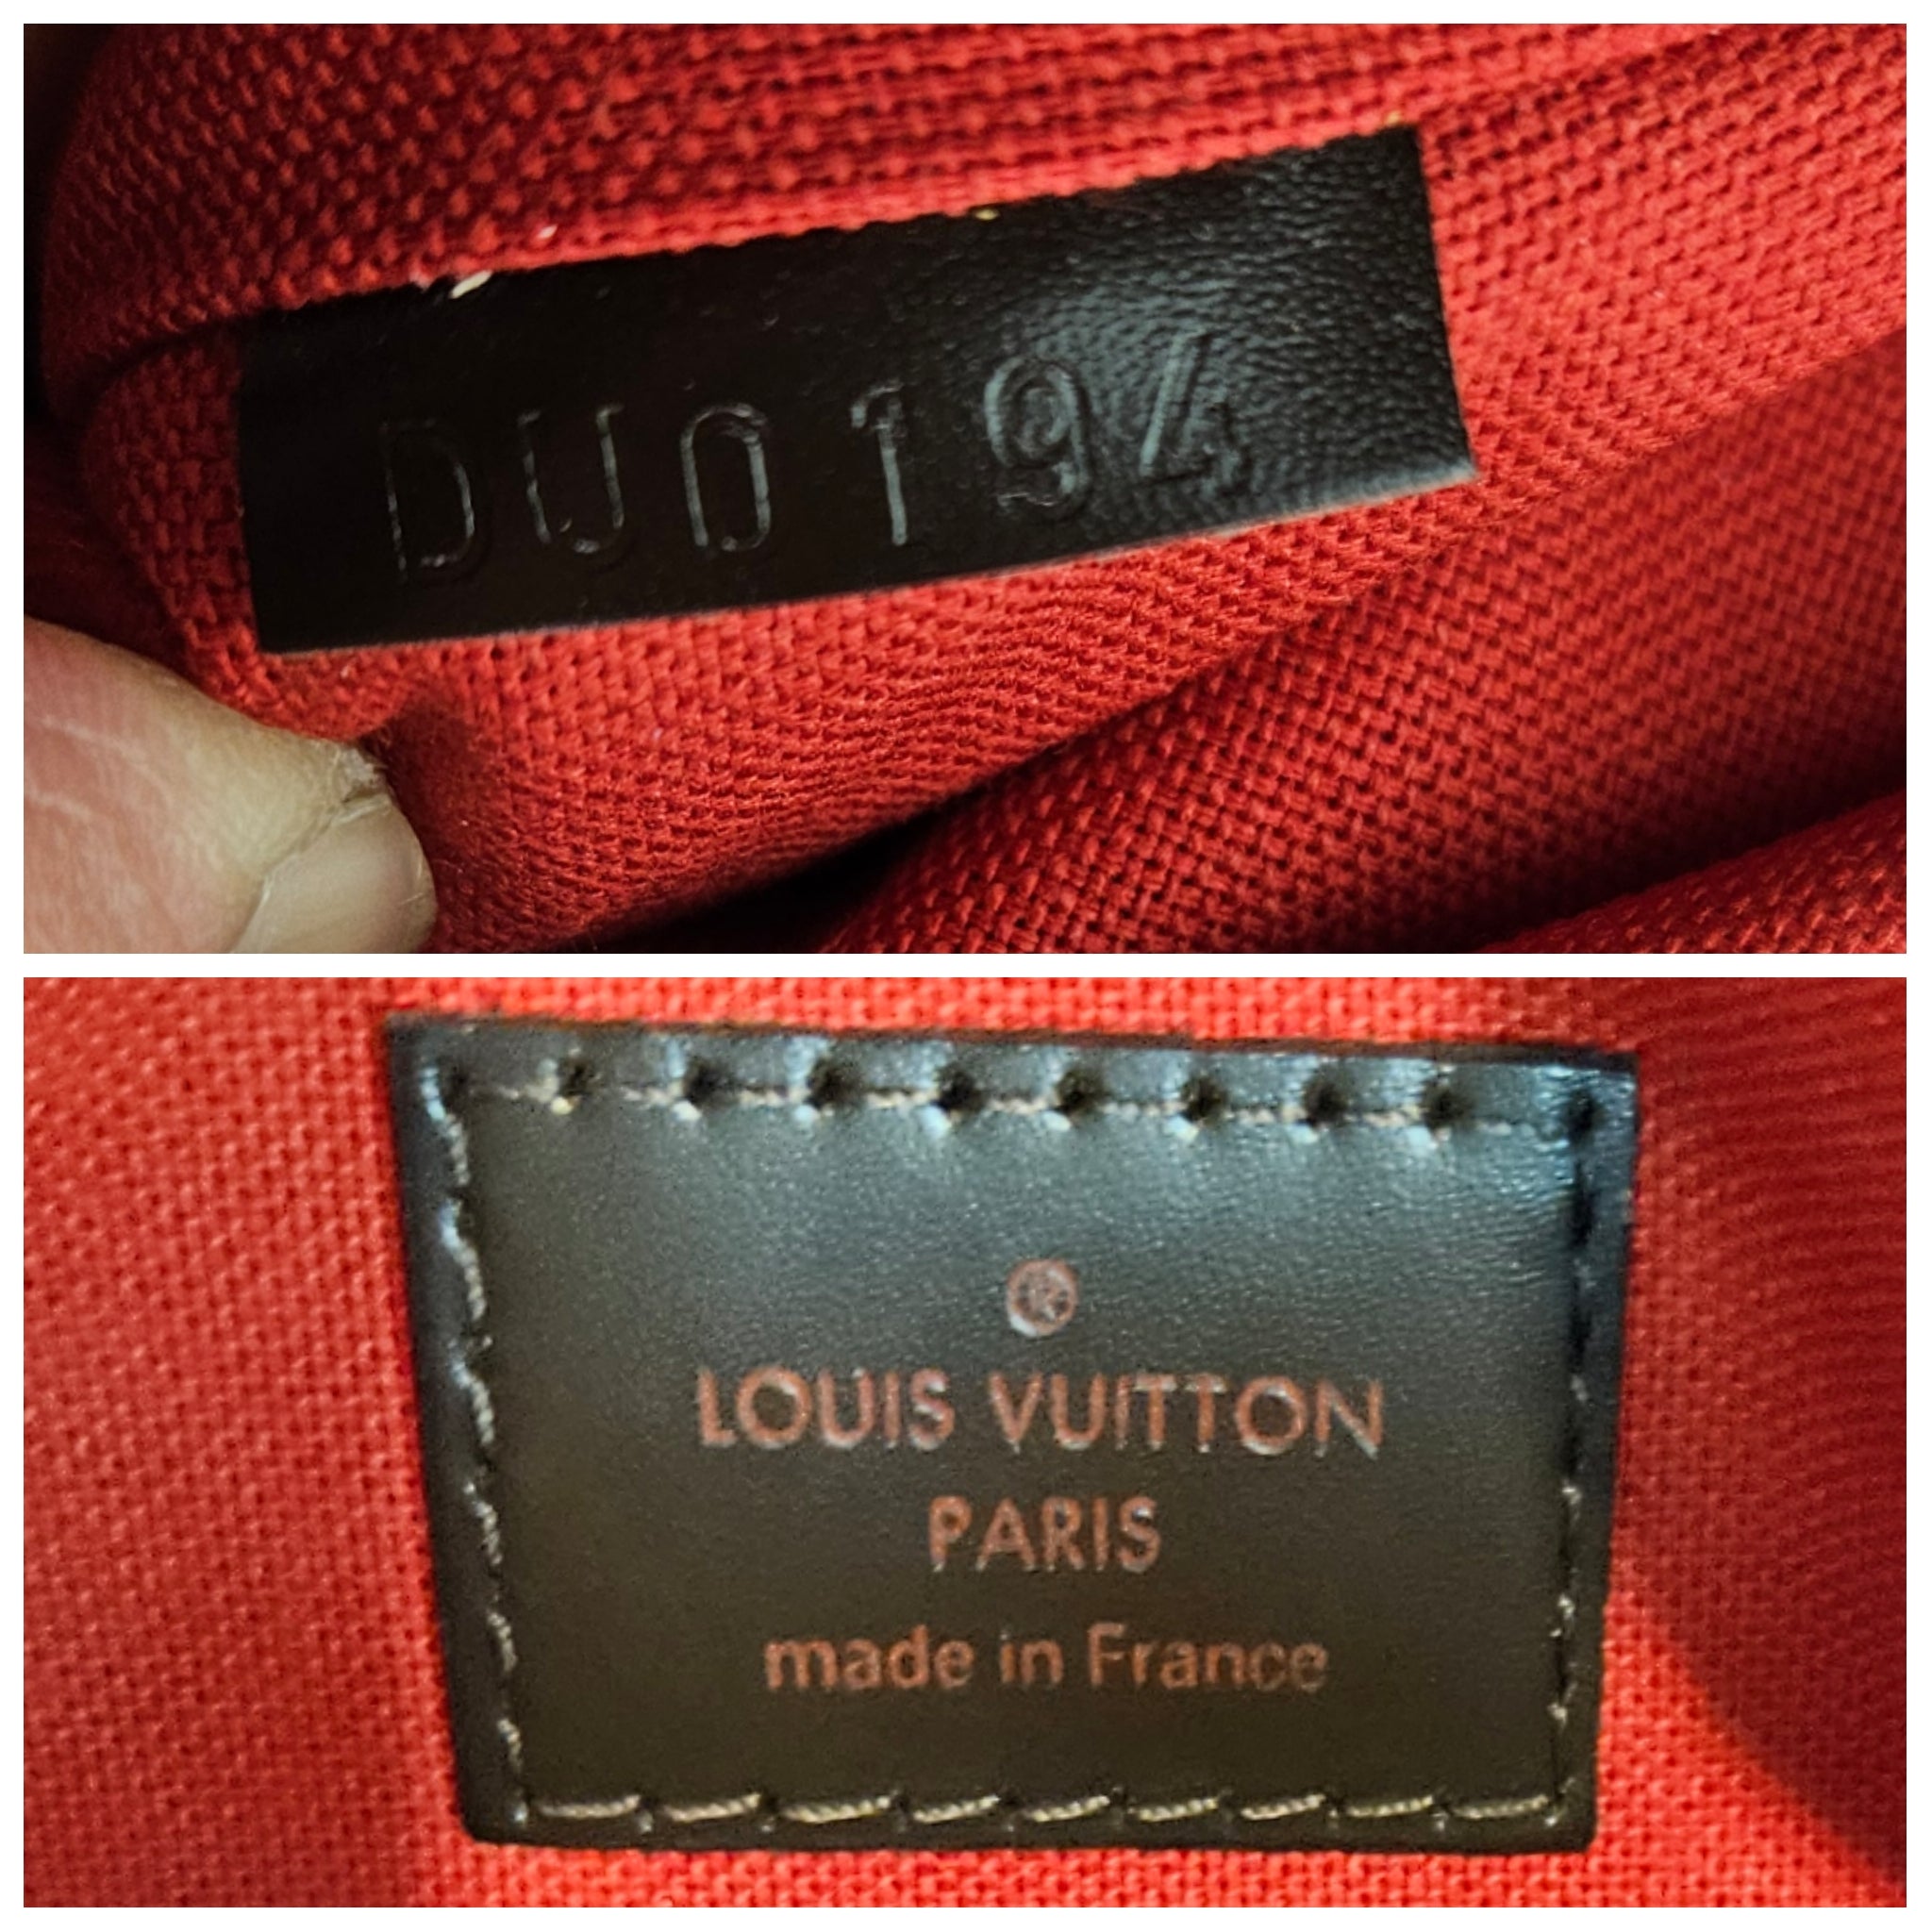 DU0194
®
LOUIS VUITTON
PARIS
made in France